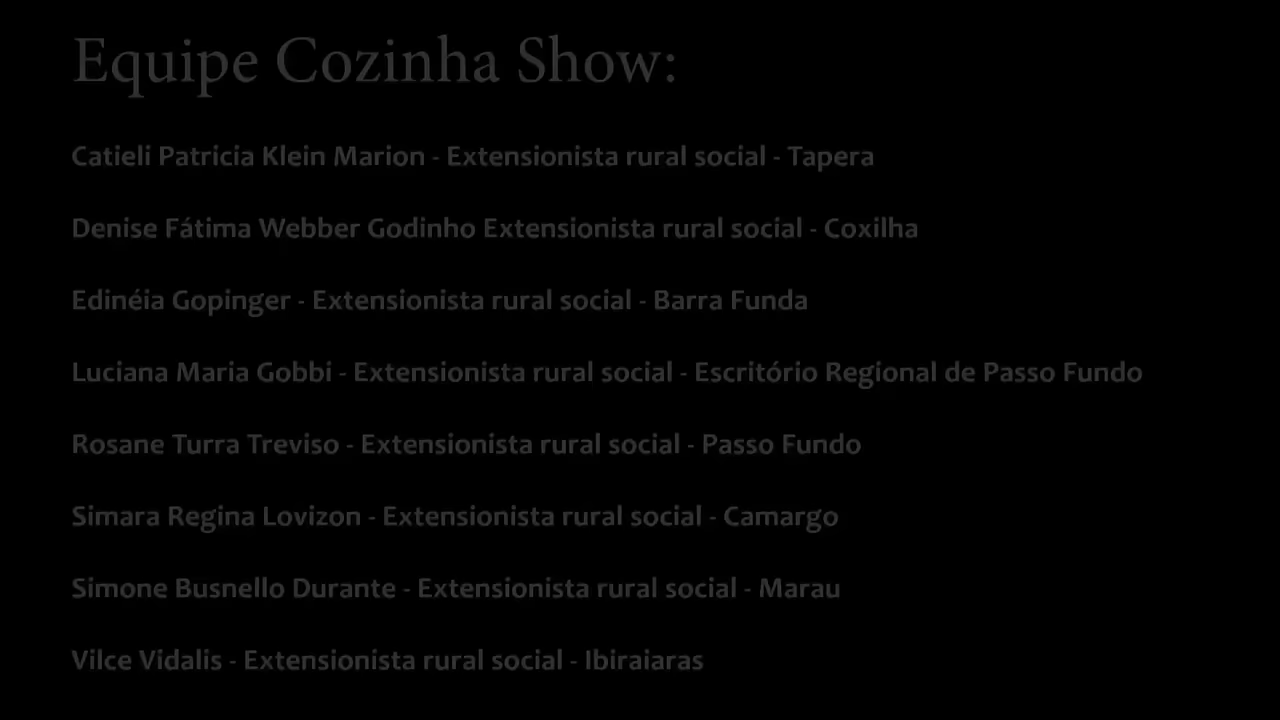 Equipe Cozinha Show:
Catieli Patricia Klein Marion - Extensionista rural social - Tapera
Denise Fátima Webber Godinho Extensionista rural social - Coxilha
Edinéia Gopinger - Extensionista rural social - Barra Funda
Luciana Maria Gobbi - Extensionista rural social - Escritório Regional de Passo Fundo
Rosane Turra Treviso - Extensionista rural social - Passo Fundo
Simara Regina Lovizon - Extensionista rural social - Camargo
Simone Busnello Durante - Extensionista rural social - Marau
Vilce Vidalis - Extensionista rural social - Ibiraiaras